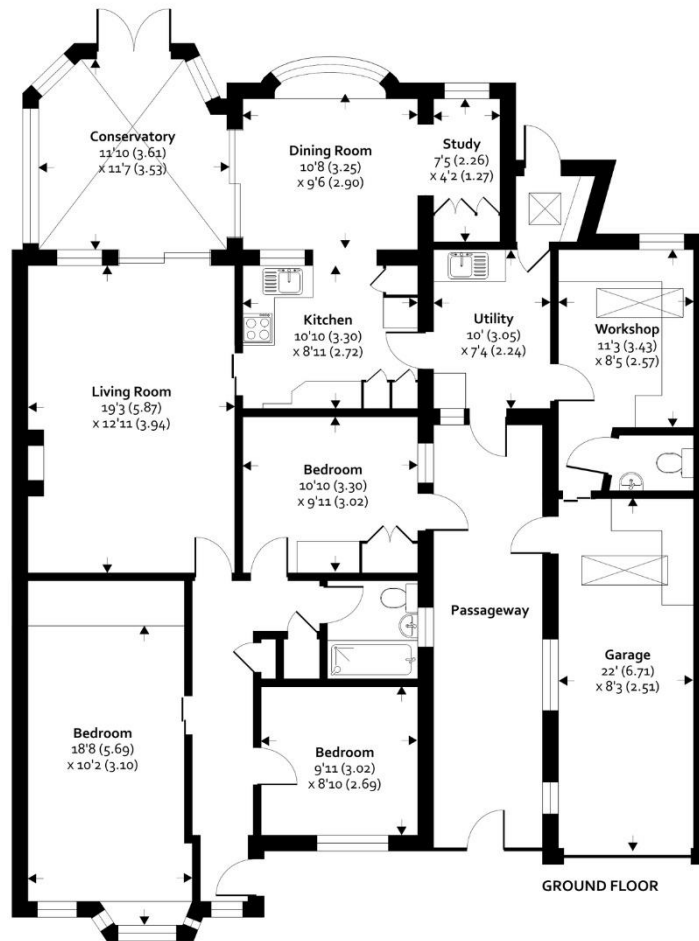 Conservatory
11'10 (3.61)
x 11'7 (3.53)
Dining Room
10'8 (3.25)
x 9'6 (2.90)
Study
7'5 (2.26)
x 4'2 (1.27)
Kitchen
10'10 (3.30)
x 8'11 (2.72)
Utility
10' (3.05)
x 7'4 (2.24)
Workshop
11'3 (3.43)
x 8'5 (2.57)
Living Room
19'3 (5.87)
x 12'11 (3.94)
Bedroom
10'10 (3.30)
x 9'11 (3.02)
Passageway
Garage
22' (6.71)
x 8'3 (2.51)
Bedroom
18'8 (5.69)
x 10'2 (3.10)
Bedroom
9'11 (3.02)
x 8'10 (2.69)
GROUND FLOOR